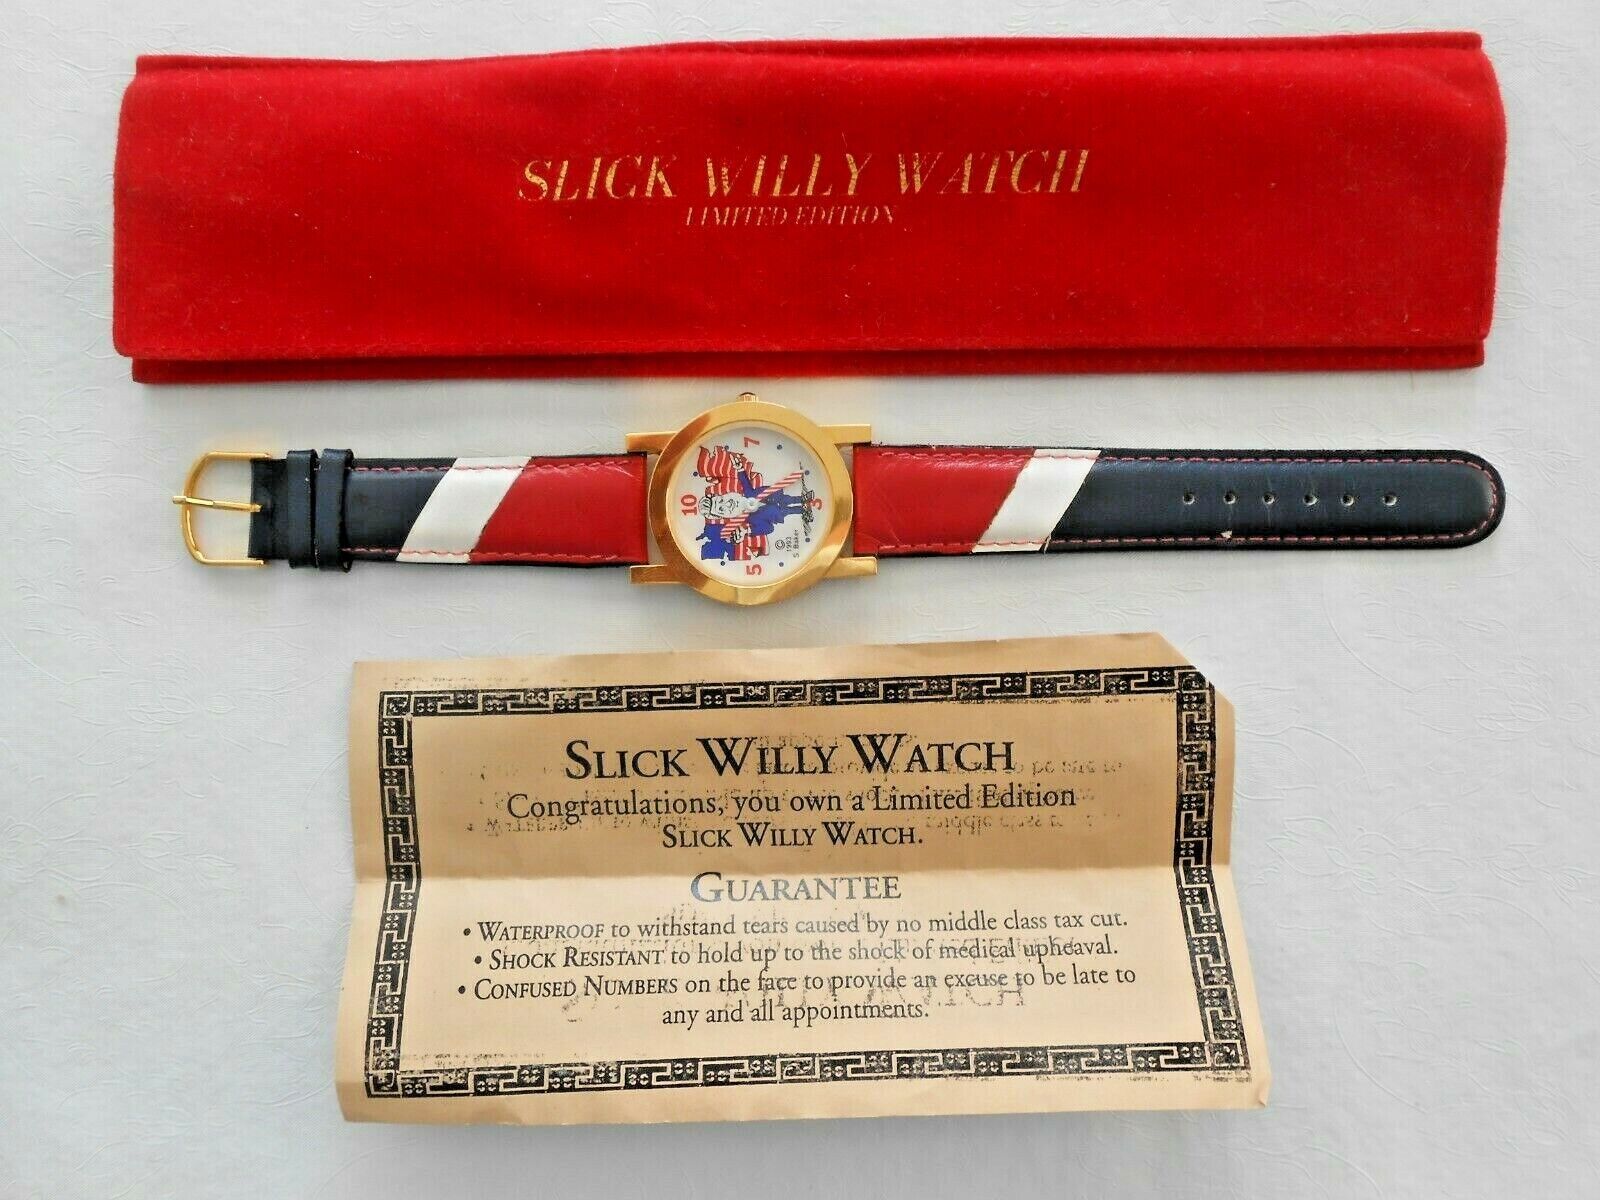 SLICK WILLY WATCH
LIMITED EDITION
10
7
3
5
© 1993
S. Baker
SLICK WILLY WATCH
Congratulations, you own a Limited Edition
SLICK WILLY WATCH.
GUARANTEE
• WATERPROOF to withstand tears caused by no middle class tax cut.
• SHOCK RESISTANT to hold up to the shock of medical upheaval.
• CONFUSED NUMBERS on the face to provide an excuse to be late to
any and all appointments.